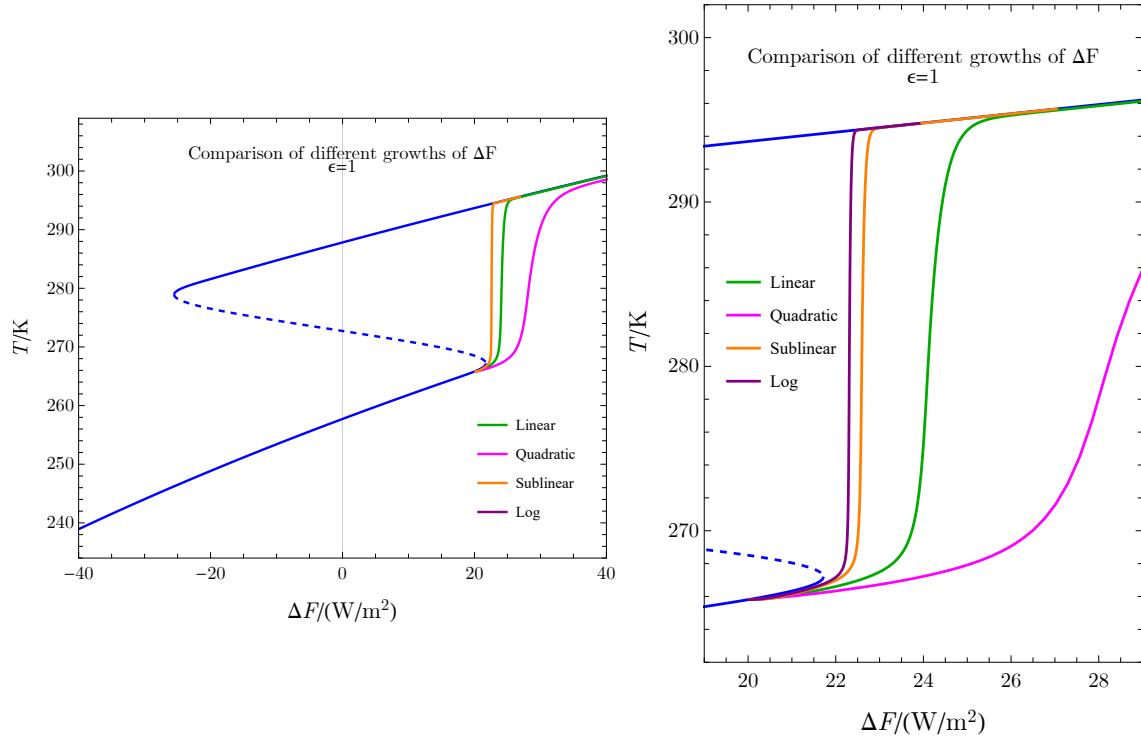 Comparison of different growths of ΔF
ϵ=1
T/K
300
290
280
270
260
250
240
Linear
Quadratic
Sublinear
Log
−40
−20
0
20
40
ΔF/(W/m²)
Comparison of different growths of ΔF
ϵ=1
T/K
300
290
280
270
Linear
Quadratic
Sublinear
Log
20
22
24
26
28
ΔF/(W/m²)